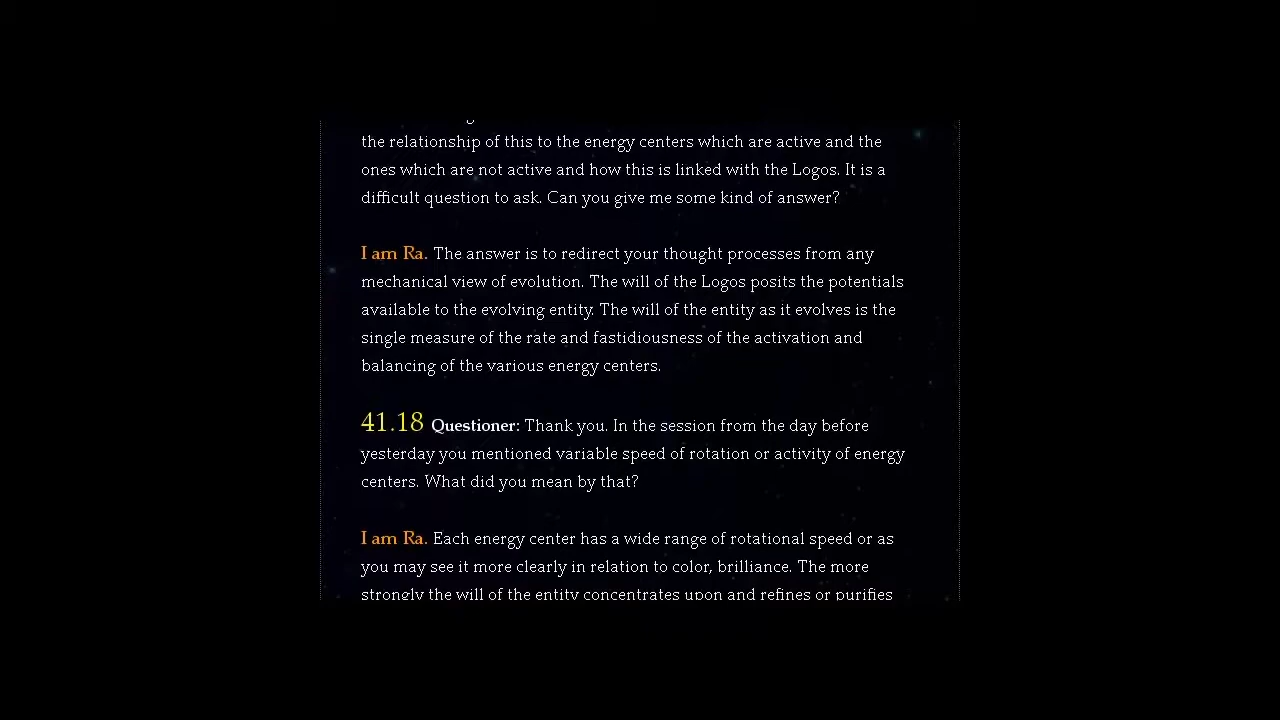 the relationship of this to the energy centers which are active and the
ones which are not active and how this is linked with the Logos. It is a
difficult question to ask. Can you give me some kind of answer?
I am Ra. The answer is to redirect your thought processes from any
mechanical view of evolution. The will of the Logos posits the potentials
available to the evolving entity. The will of the entity as it evolves is the
single measure of the rate and fastidiousness of the activation and
balancing of the various energy centers.
41.18 Questioner: Thank you. In the session from the day before
yesterday you mentioned variable speed of rotation or activity of energy
centers. What did you mean by that?
I am Ra. Each energy center has a wide range of rotational speed or as
you may see it more clearly in relation to color, brilliance. The more
strongly the will of the entity concentrates upon and refines or purifies